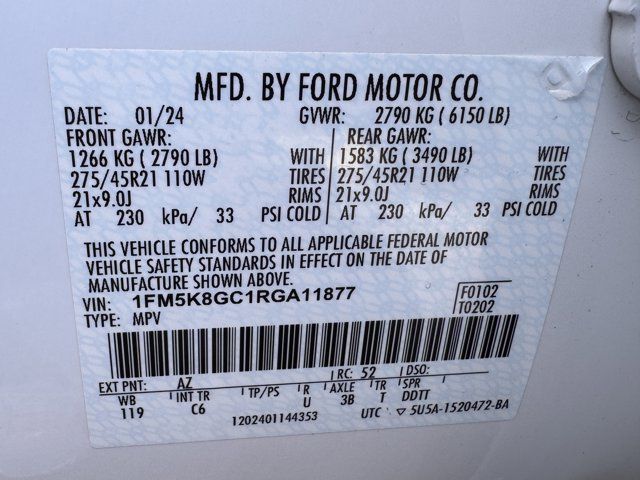 MFD. BY FORD MOTOR CO.
DATE: 01/24 GVWR: 2790 KG ( 6150 LB)
FRONT GAWR: REAR GAWR:
1266 KG ( 2790 LB) WITH 1583 KG ( 3490 LB) WITH
275/45R21 110W TIRES 275/45R21 110W TIRES
21x9.0J RIMS 21x9.0J RIMS
AT 230 kPa/ 33 PSI COLD AT 230 kPa/ 33 PSI COLD
THIS VEHICLE CONFORMS TO ALL APPLICABLE FEDERAL MOTOR
VEHICLE SAFETY STANDARDS IN EFFECT ON THE DATE OF
MANUFACTURE SHOWN ABOVE.
VIN: 1FM5K8GC1RGA11877 F0102
TYPE: MPV T0202
EXT PNT: AZ RC: 52 DSO:
WB INT TR TP/PS R AXLE TR SPR
119 C6 U 3B T DDTT
1202401144353 UTC ▽ 5U5A-1520472-BA